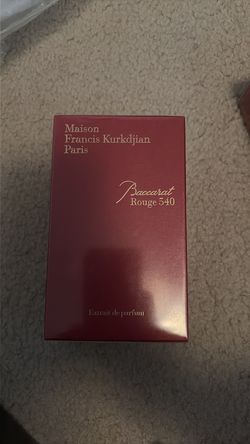 Maison
Francis Kurkdjian
Paris
Baccarat
Rouge 540
Extrait de parfum